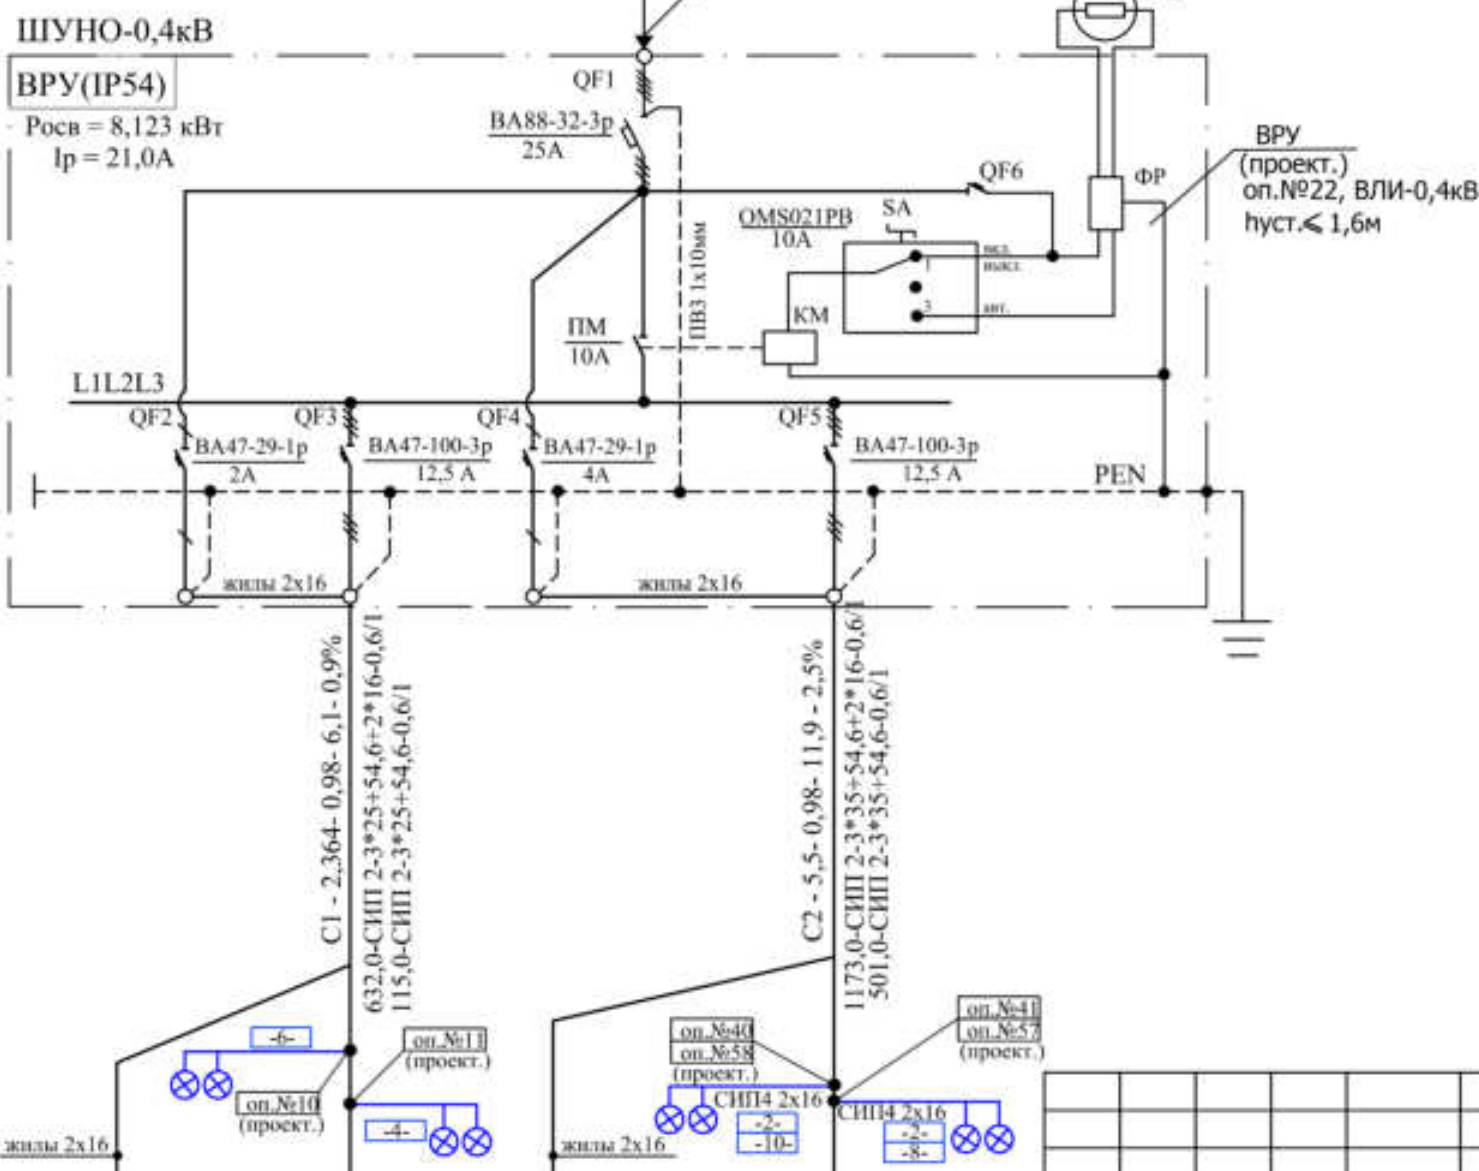 ШУНО-0,4кВ
ВРУ(IP54)
Pосв = 8,123 кВт
Iр = 21,0А
QF1
ВА88-32-3р
25А
QF6
ФР
ВРУ
(проект.)
оп.№22, ВЛИ-0,4кВ
hуст.⩽ 1,6м
OMS021PB
10А
SA
вкл.
1
выкл.
3
авт.
ПВ3 1х10мм
КМ
ПМ
10А
L1L2L3
QF2
QF3
QF4
QF5
ВА47-29-1р
2А
ВА47-100-3р
12,5 А
ВА47-29-1р
4А
ВА47-100-3р
12,5 А
PEN
жилы 2х16
жилы 2х16
С1 - 2,364- 0,98- 6,1- 0,9%
632,0-СИП 2-3*25+54,6+2*16-0,6/1
115,0-СИП 2-3*25+54,6-0,6/1
С2 - 5,5- 0,98- 11,9 - 2,5%
1173,0-СИП 2-3*35+54,6+2*16-0,6/1
501,0-СИП 2-3*35+54,6-0,6/1
-6-
оп.№11
(проект.)
оп.№10
(проект.)
-4-
жилы 2х16
оп.№40
оп.№58
(проект.)
оп.№41
оп.№57
(проект.)
СИП4 2х16
-2-
-10-
СИП4 2х16
-2-
-8-
жилы 2х16